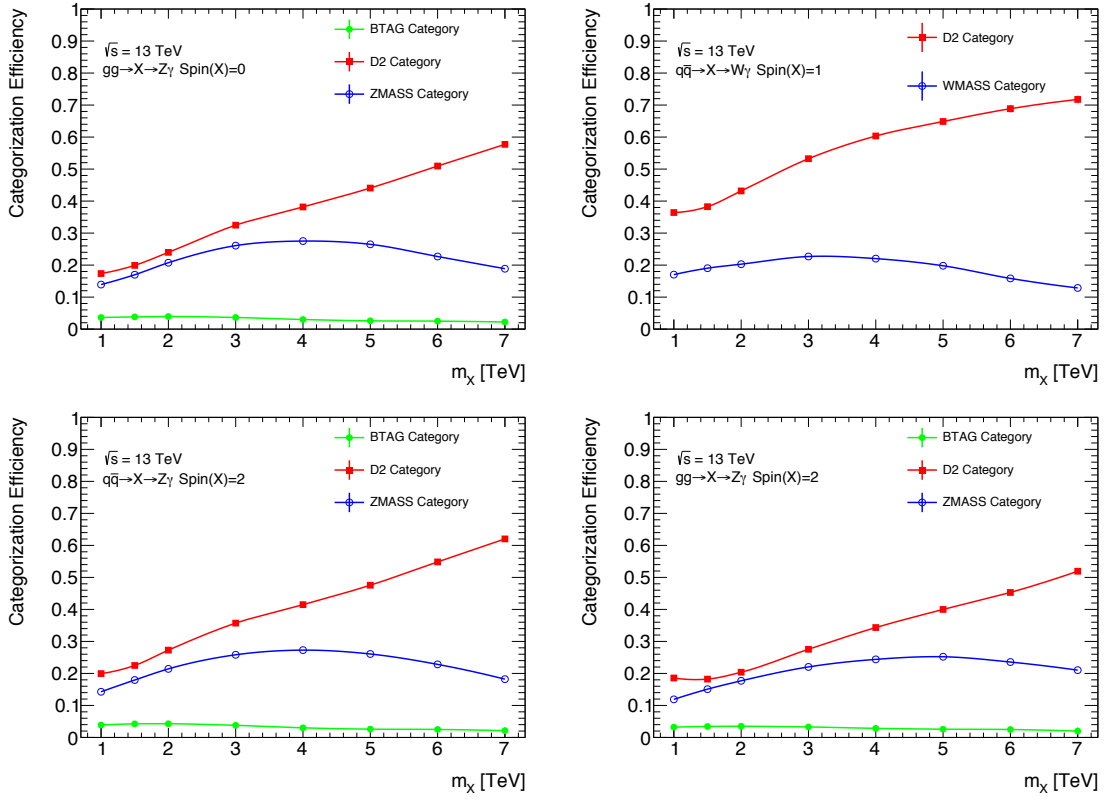 Categorization Efficiency
1
0.9
0.8
0.7
0.6
0.5
0.4
0.3
0.2
0.1
0
√s = 13 TeV
gg→X→Zγ Spin(X)=0
BTAG Category
D2 Category
ZMASS Category
1 2 3 4 5 6 7
m_X [TeV]
Categorization Efficiency
1
0.9
0.8
0.7
0.6
0.5
0.4
0.3
0.2
0.1
0
√s = 13 TeV
qq̄→X→Wγ Spin(X)=1
D2 Category
WMASS Category
1 2 3 4 5 6 7
m_X [TeV]
Categorization Efficiency
1
0.9
0.8
0.7
0.6
0.5
0.4
0.3
0.2
0.1
0
√s = 13 TeV
qq̄→X→Zγ Spin(X)=2
BTAG Category
D2 Category
ZMASS Category
1 2 3 4 5 6 7
m_X [TeV]
Categorization Efficiency
1
0.9
0.8
0.7
0.6
0.5
0.4
0.3
0.2
0.1
0
√s = 13 TeV
gg→X→Zγ Spin(X)=2
BTAG Category
D2 Category
ZMASS Category
1 2 3 4 5 6 7
m_X [TeV]